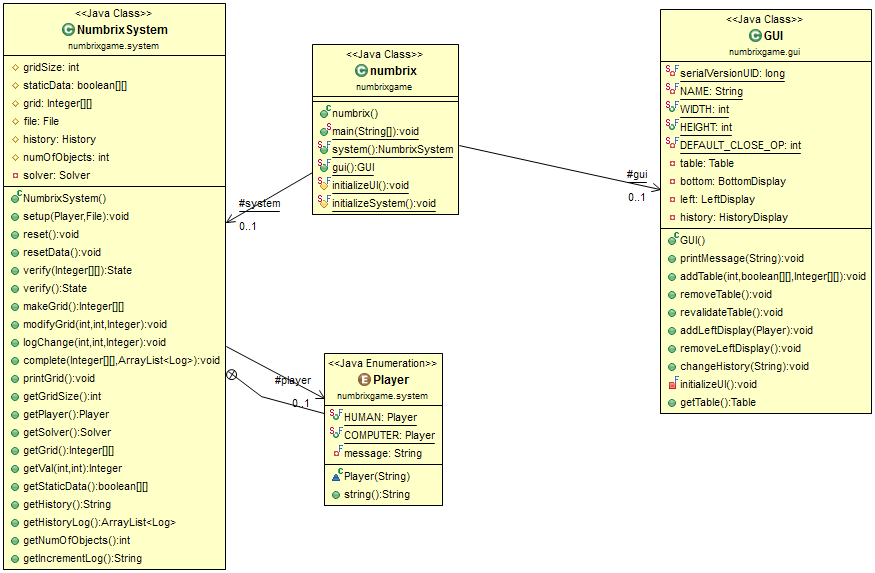 <<Java Class>>
NumbrixSystem
numbrixgame.system
gridSize: int
staticData: boolean[][]
grid: Integer[][]
file: File
history: History
numOfObjects: int
solver: Solver
NumbrixSystem()
setup(Player,File):void
reset():void
resetData():void
verify(Integer[][]):State
verify():State
makeGrid():Integer[][]
modifyGrid(int,int,Integer):void
logChange(int,int,Integer):void
complete(Integer[][],ArrayList<Log>):void
printGrid():void
getGridSize():int
getPlayer():Player
getSolver():Solver
getGrid():Integer[][]
getVal(int,int):Integer
getStaticData():boolean[][]
getHistory():String
getHistoryLog():ArrayList<Log>
getNumOfObjects():int
getIncrementLog():String
<<Java Class>>
numbrix
numbrixgame
numbrix()
main(String[]):void
system():NumbrixSystem
gui():GUI
initializeUI():void
initializeSystem():void
#system
0..1
#gui
0..1
#player
0..1
<<Java Enumeration>>
Player
numbrixgame.system
HUMAN: Player
COMPUTER: Player
message: String
Player(String)
string():String
<<Java Class>>
GUI
numbrixgame.gui
serialVersionUID: long
NAME: String
WIDTH: int
HEIGHT: int
DEFAULT_CLOSE_OP: int
table: Table
bottom: BottomDisplay
left: LeftDisplay
history: HistoryDisplay
GUI()
printMessage(String):void
addTable(int,boolean[][],Integer[][]):void
removeTable():void
revalidateTable():void
addLeftDisplay(Player):void
removeLeftDisplay():void
changeHistory(String):void
initializeUI():void
getTable():Table